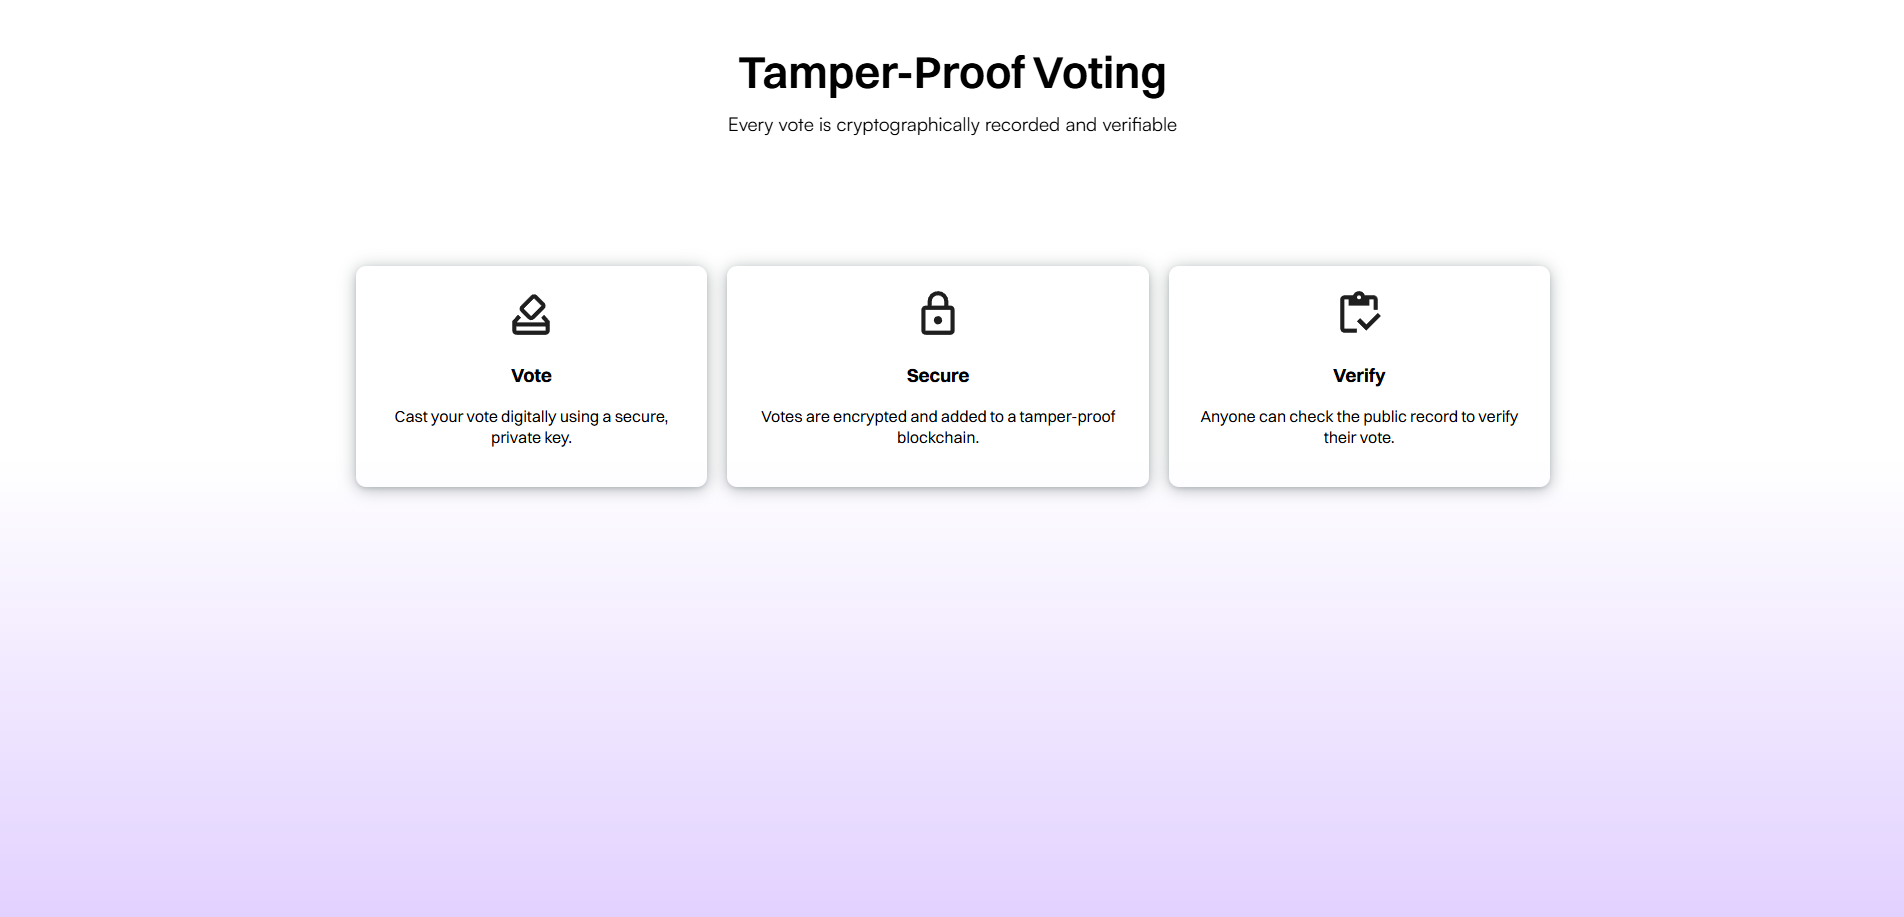 Tamper-Proof Voting
Every vote is cryptographically recorded and verifiable
Vote
Cast your vote digitally using a secure,
private key.
Secure
Votes are encrypted and added to a tamper-proof
blockchain.
Verify
Anyone can check the public record to verify
their vote.